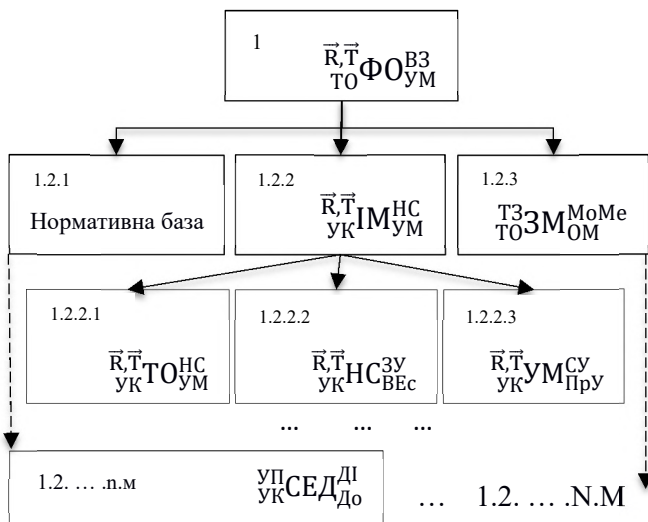 1
R⃗,T⃗ ТО ФО ВЗ УМ
1.2.1
Нормативна база
1.2.2
R⃗,T⃗ УК ІМ НС УМ
1.2.3
ТЗ ТО ЗМ МоМе ОМ
1.2.2.1
R⃗,T⃗ УК ТО НС УМ
1.2.2.2
R⃗,T⃗ УК НС ЗУ ВЕс
1.2.2.3
R⃗,T⃗ УК УМ СУ ПрУ
... ... ...
1.2. ... .n.м
УП УК СЕД ДІ До
... 1.2. ... .N.M